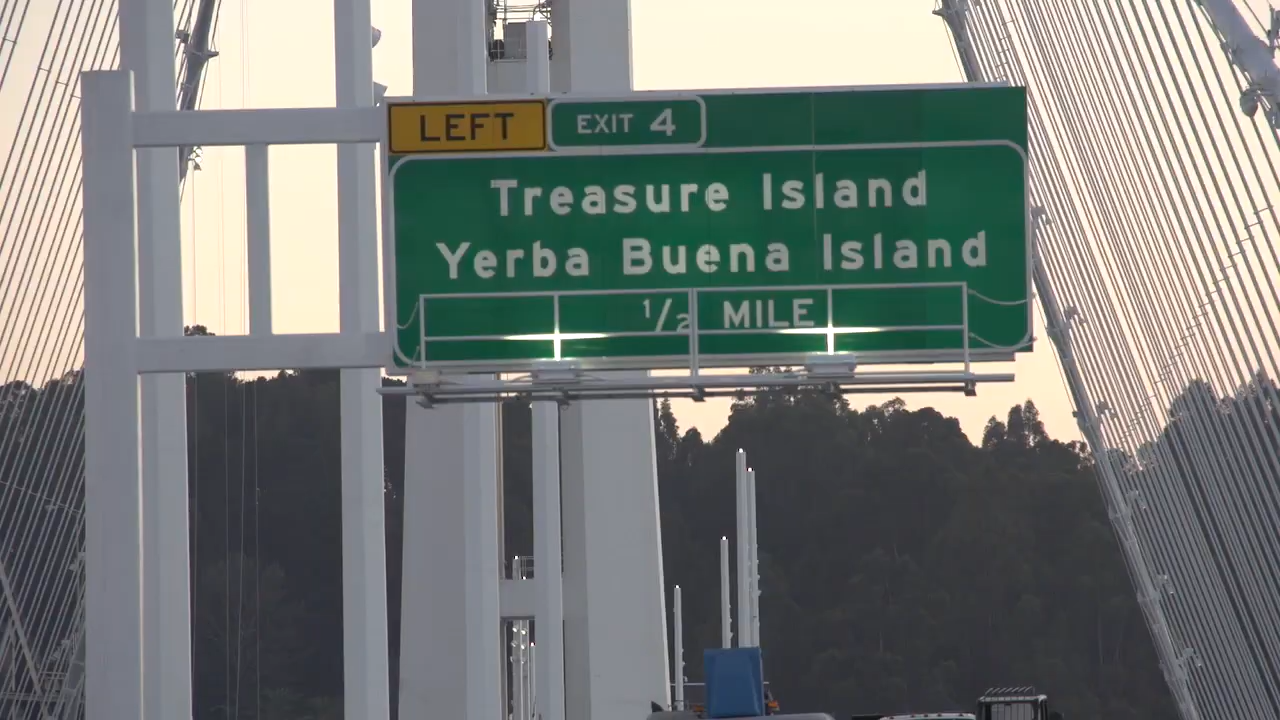 LEFT EXIT 4
Treasure Island
Yerba Buena Island
1/2 MILE